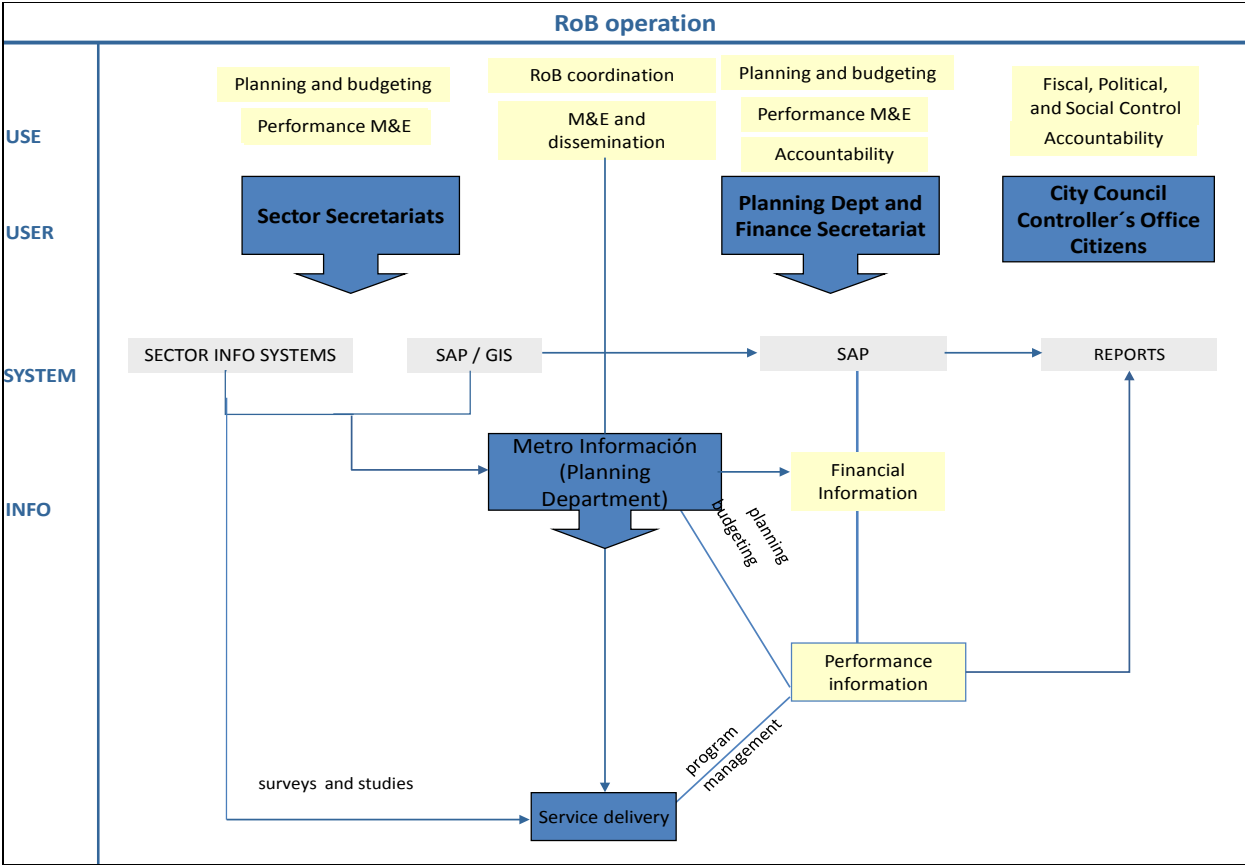 RoB operation
USE
Planning and budgeting
Performance M&E
RoB coordination
M&E and
dissemination
Planning and budgeting
Performance M&E
Accountability
Fiscal, Political,
and Social Control
Accountability
USER
Sector Secretariats
Planning Dept and
Finance Secretariat
City Council
Controller´s Office
Citizens
SYSTEM
SECTOR INFO SYSTEMS
SAP / GIS
SAP
REPORTS
INFO
Metro Información
(Planning
Department)
Financial
Information
planning
budgeting
Performance
information
program
management
surveys and studies
Service delivery